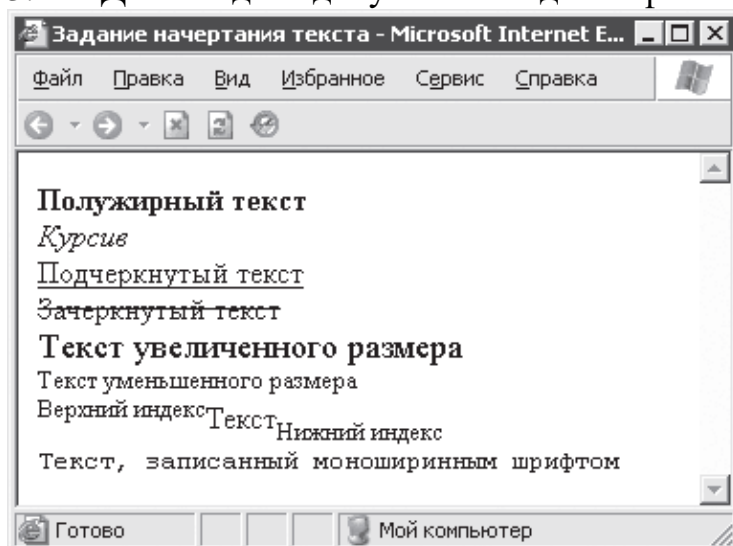 Задание начертания текста - Microsoft Internet E...
Файл Правка Вид Избранное Сервис Справка
Полужирный текст
Курсив
Подчеркнутый текст
Зачеркнутый текст
Текст увеличенного размера
Текст уменьшенного размера
Верхний индексТекстНижний индекс
Текст, записанный моноширинным шрифтом
Готово Мой компьютер